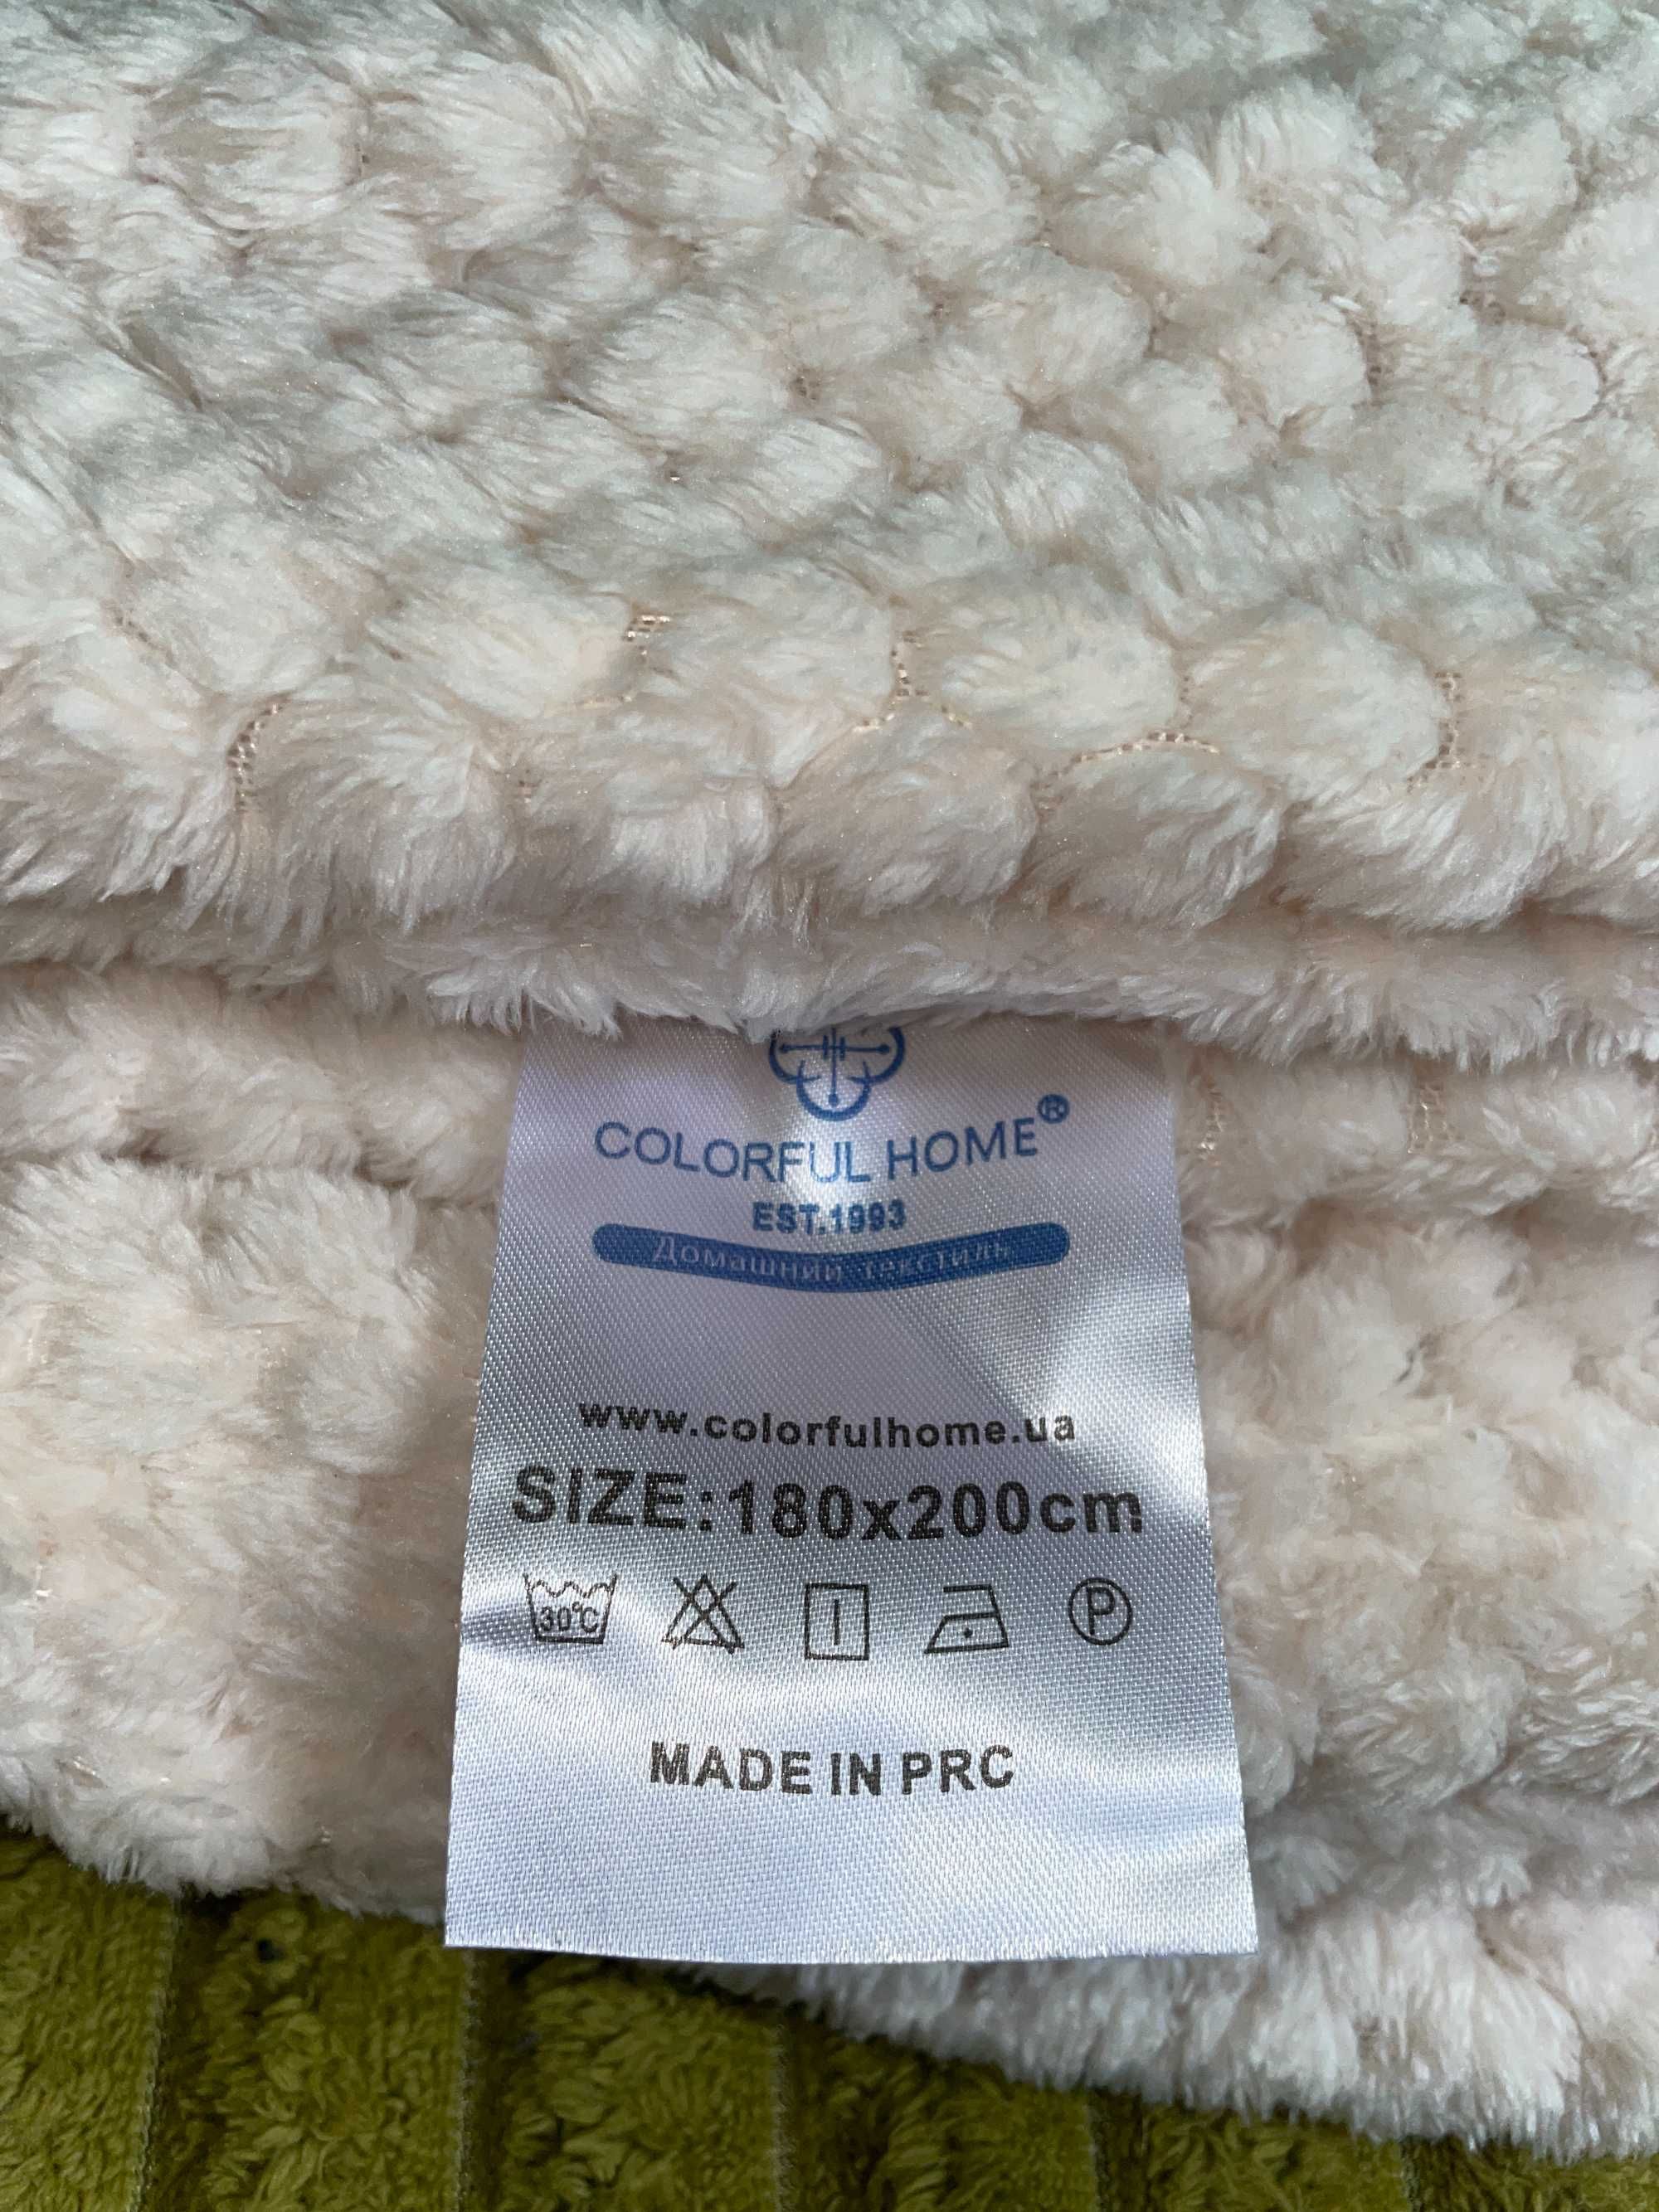 COLORFUL HOME®
EST.1993
Домашний текстиль
www.colorfulhome.ua
SIZE:180x200cm
30°C P
MADE IN PRC